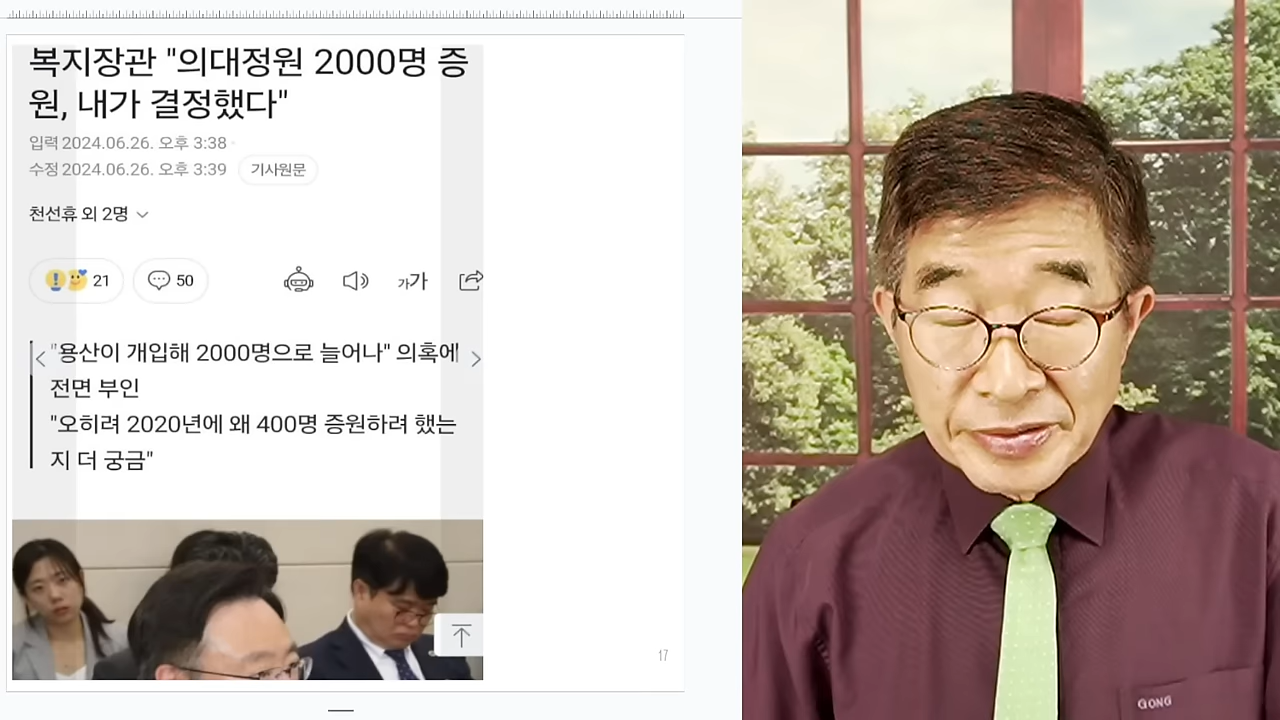 복지장관 "의대정원 2000명 증
원, 내가 결정했다"
입력 2024.06.26. 오후 3:38
수정 2024.06.26. 오후 3:39 기사원문
천선휴 외 2명
21 50 가가
"용산이 개입해 2000명으로 늘어나" 의혹에
전면 부인
"오히려 2020년에 왜 400명 증원하려 했는
지 더 궁금"
17
GONG